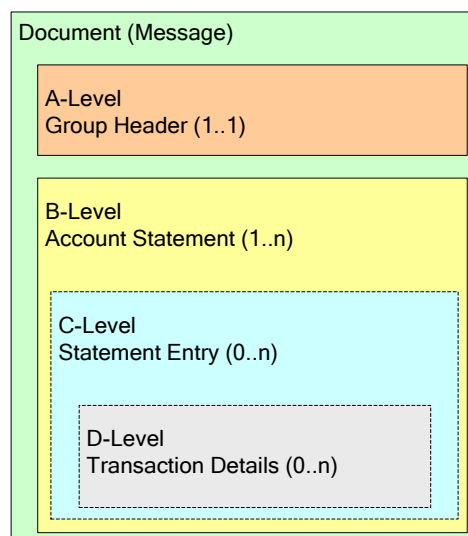 Document (Message)
A-Level
Group Header (1..1)
B-Level
Account Statement (1..n)
C-Level
Statement Entry (0..n)
D-Level
Transaction Details (0..n)